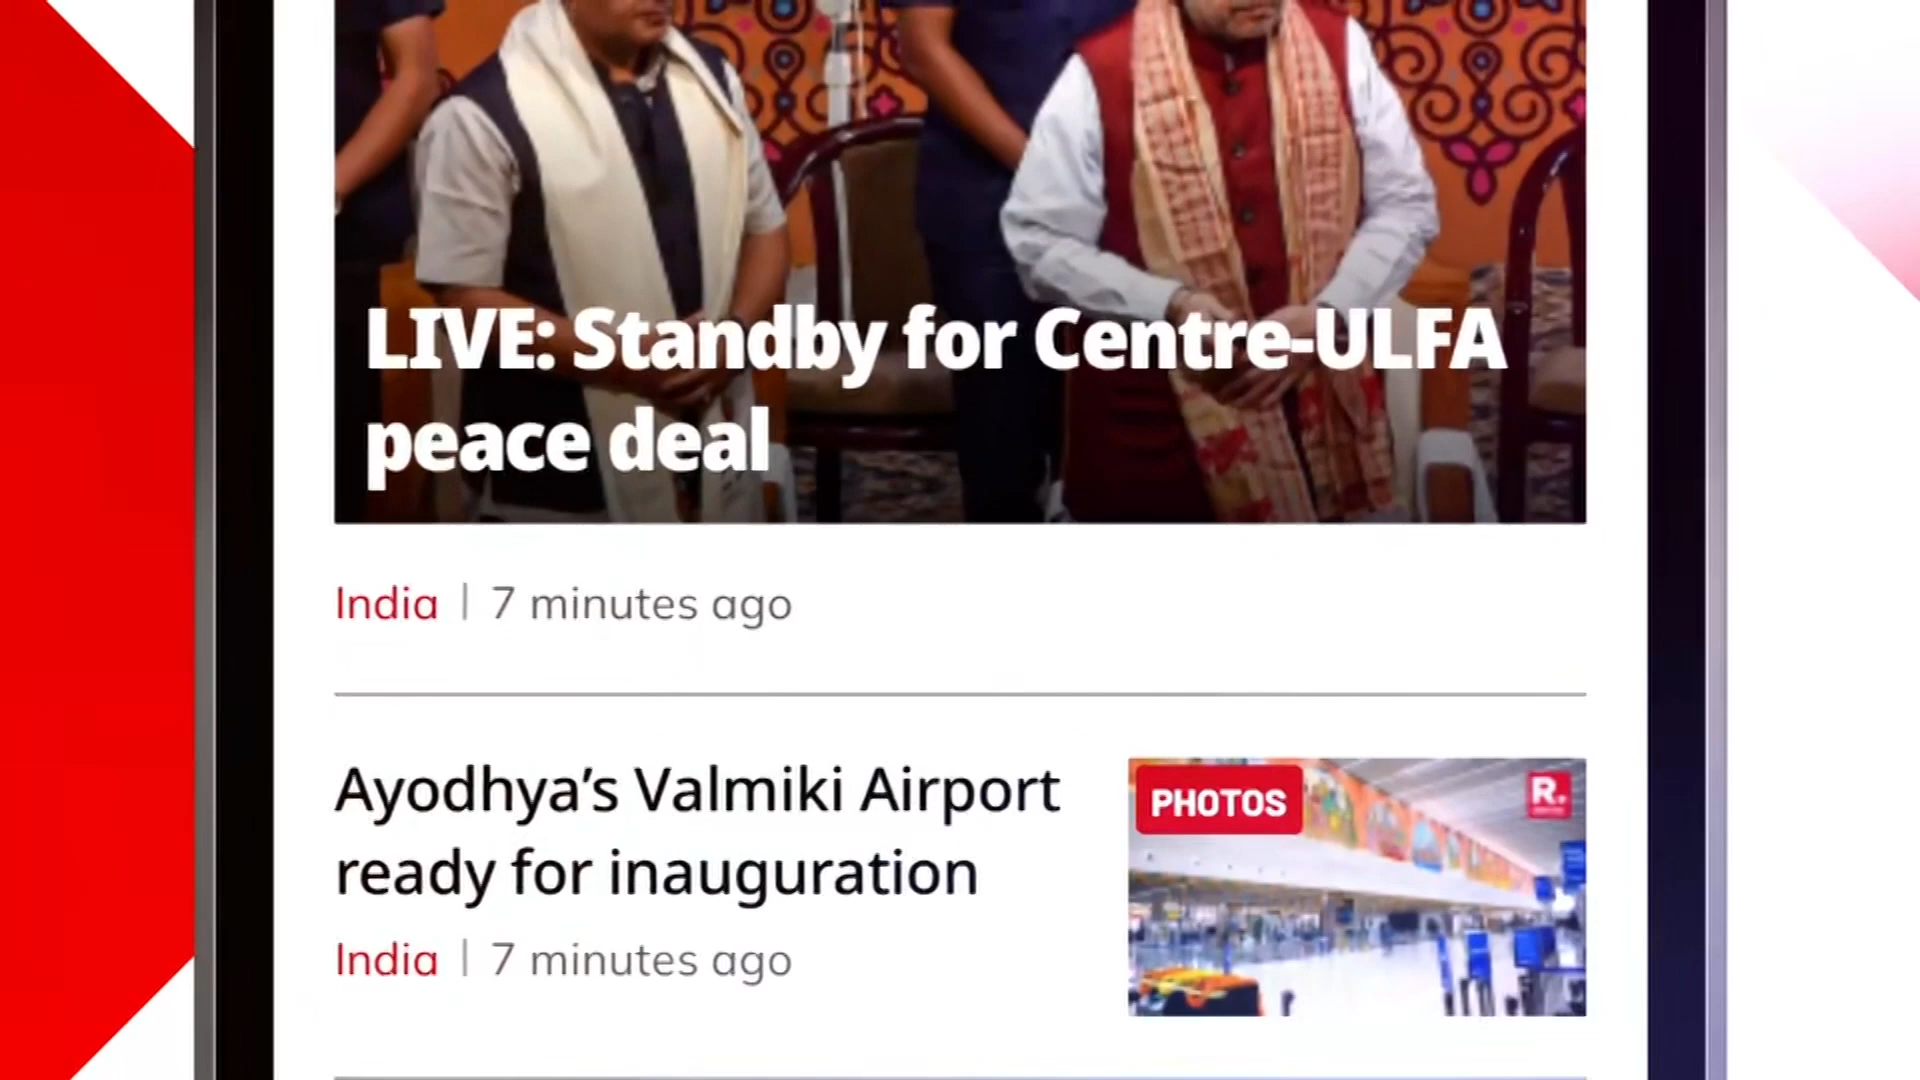 LIVE: Standby for Centre-ULFA
peace deal
India | 7 minutes ago
Ayodhya's Valmiki Airport
ready for inauguration
India | 7 minutes ago
PHOTOS
R.